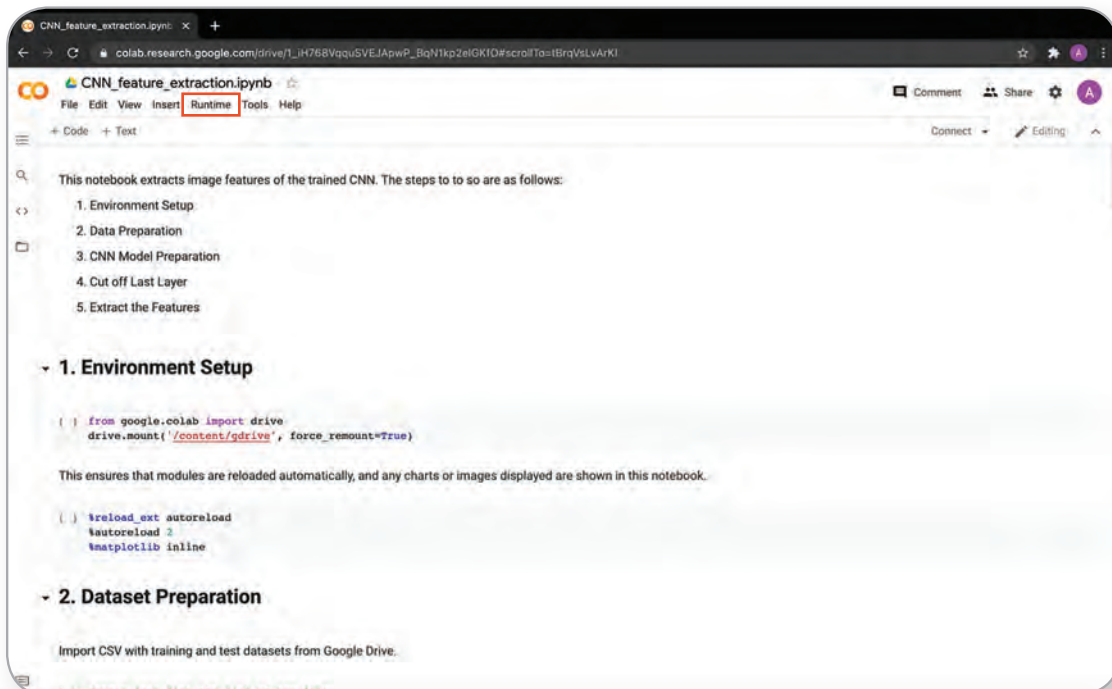 CNN_feature_extraction.ipynb
colab.research.google.com/drive/
CNN_feature_extraction.ipynb
Comment Share A
File Edit View Insert Runtime Tools Help
+ Code + Text
Connect Editing
This notebook extracts image features of the trained CNN. The steps to to so are as follows:
1. Environment Setup
2. Data Preparation
3. CNN Model Preparation
4. Cut off Last Layer
5. Extract the Features
1. Environment Setup
[ ] from google.colab import drive
drive.mount('/content/gdrive', force_remount=True)
This ensures that modules are reloaded automatically, and any charts or images displayed are shown in this notebook.
[ ] %reload_ext autoreload
%autoreload 2
%matplotlib inline
2. Dataset Preparation
Import CSV with training and test datasets from Google Drive.